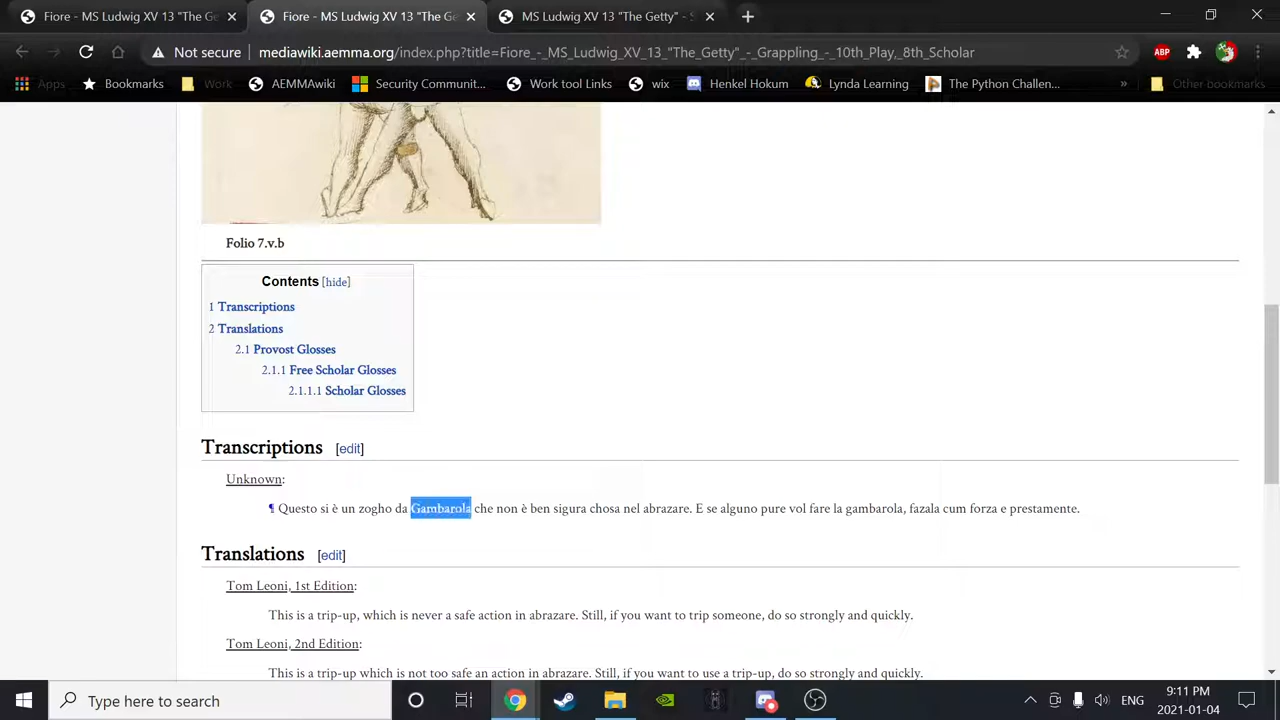 Fiore - MS Ludwig XV 13 "The Ge
Fiore - MS Ludwig XV 13 "The Ge
MS Ludwig XV 13 "The Getty" - S
Not secure
mediawiki.aemma.org/index.php?title=Fiore_-_MS_Ludwig_XV_13_"The_Getty"_-_Grappling_-_10th_Play_8th_Scholar
ABP
Apps
Bookmarks
Work
AEMMAwiki
Security Communit...
Work tool Links
wix
Henkel Hokum
Lynda Learning
The Python Challen...
»
Other bookmarks
Folio 7.v.b
Contents [hide]
1 Transcriptions
2 Translations
2.1 Provost Glosses
2.1.1 Free Scholar Glosses
2.1.1.1 Scholar Glosses
Transcriptions [edit]
Unknown:
¶ Questo si è un zogho da Gambarola che non è ben sigura chosa nel abrazare. E se alguno pure vol fare la gambarola, fazala cum forza e prestamente.
Translations [edit]
Tom Leoni, 1st Edition:
This is a trip-up, which is never a safe action in abrazare. Still, if you want to trip someone, do so strongly and quickly.
Tom Leoni, 2nd Edition:
This is a trip-up which is not too safe an action in abrazare. Still, if you want to use a trip-up, do so strongly and quickly.
Type here to search
ENG
9:11 PM
2021-01-04